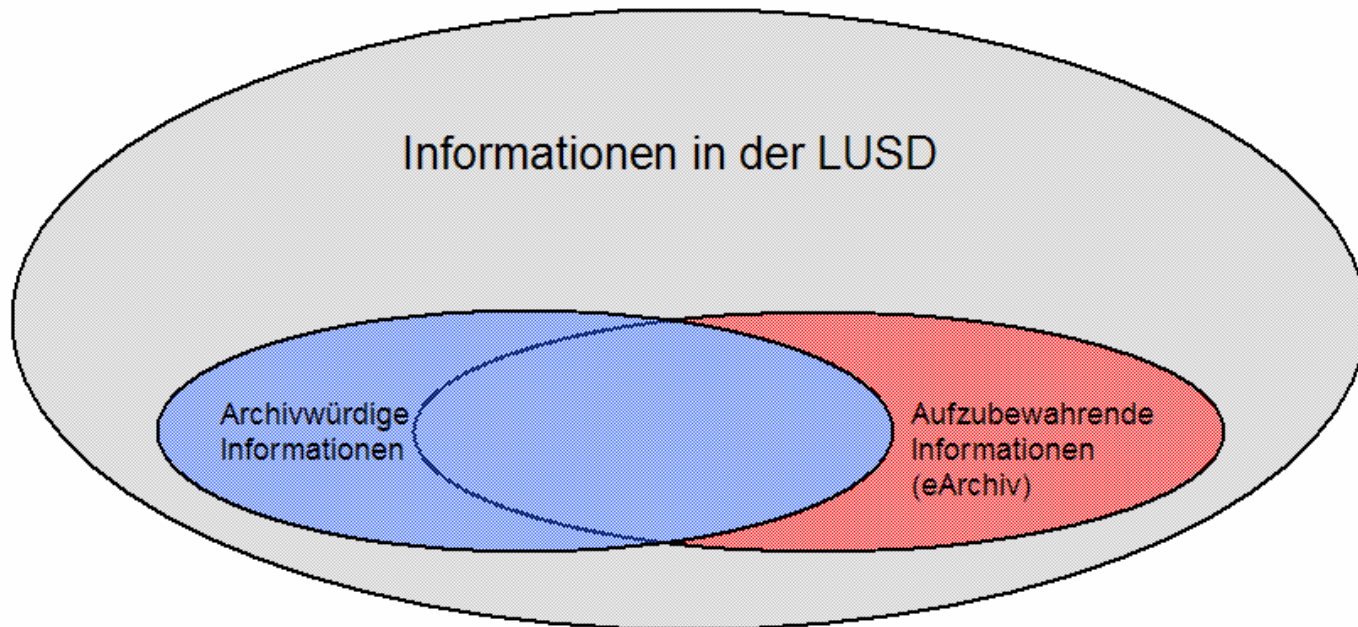 Informationen in der LUSD
Archivwürdige
Informationen
Aufzubewahrende
Informationen
(eArchiv)